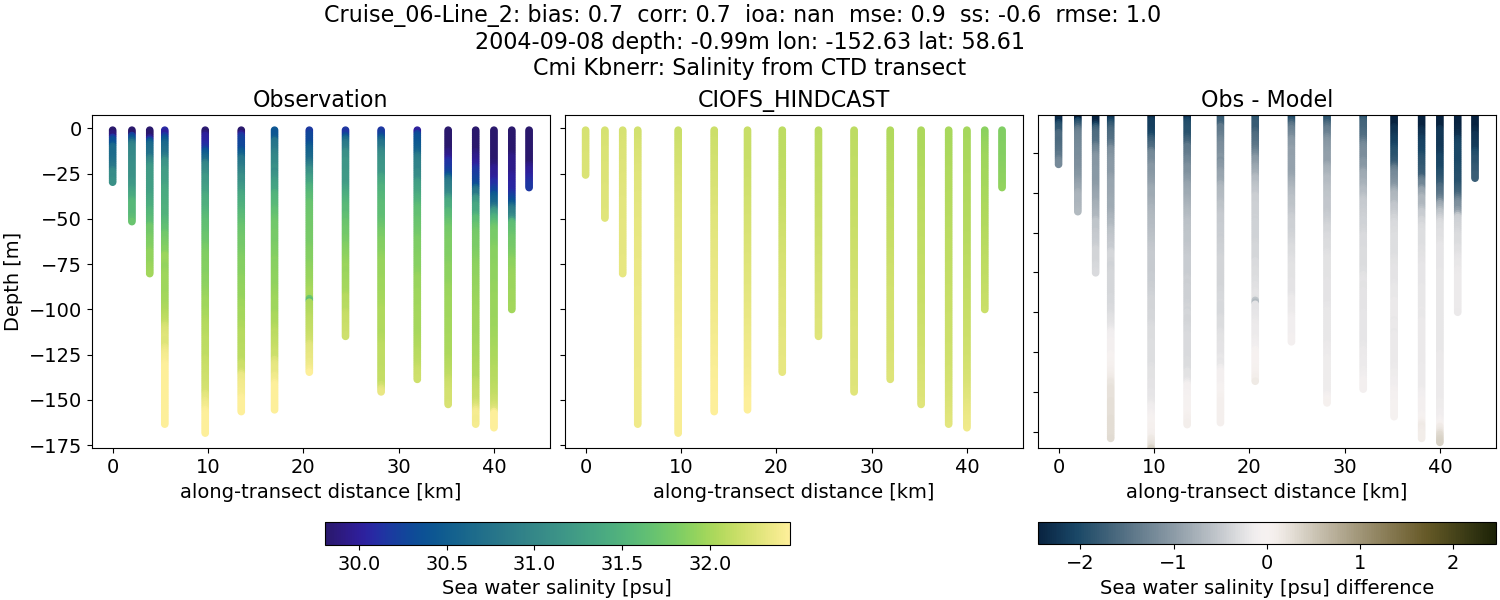 Cruise_06-Line_2: bias: 0.7  corr: 0.7  ioa: nan  mse: 0.9  ss: -0.6  rmse: 1.0
2004-09-08 depth: -0.99m lon: -152.63 lat: 58.61
Cmi Kbnerr: Salinity from CTD transect
Observation
CIOFS_HINDCAST
Obs - Model
Depth [m]
0
−25
−50
−75
−100
−125
−150
−175
0 10 20 30 40
0 10 20 30 40
0 10 20 30 40
along-transect distance [km]
along-transect distance [km]
along-transect distance [km]
30.0 30.5 31.0 31.5 32.0
Sea water salinity [psu]
−2 −1 0 1 2
Sea water salinity [psu] difference